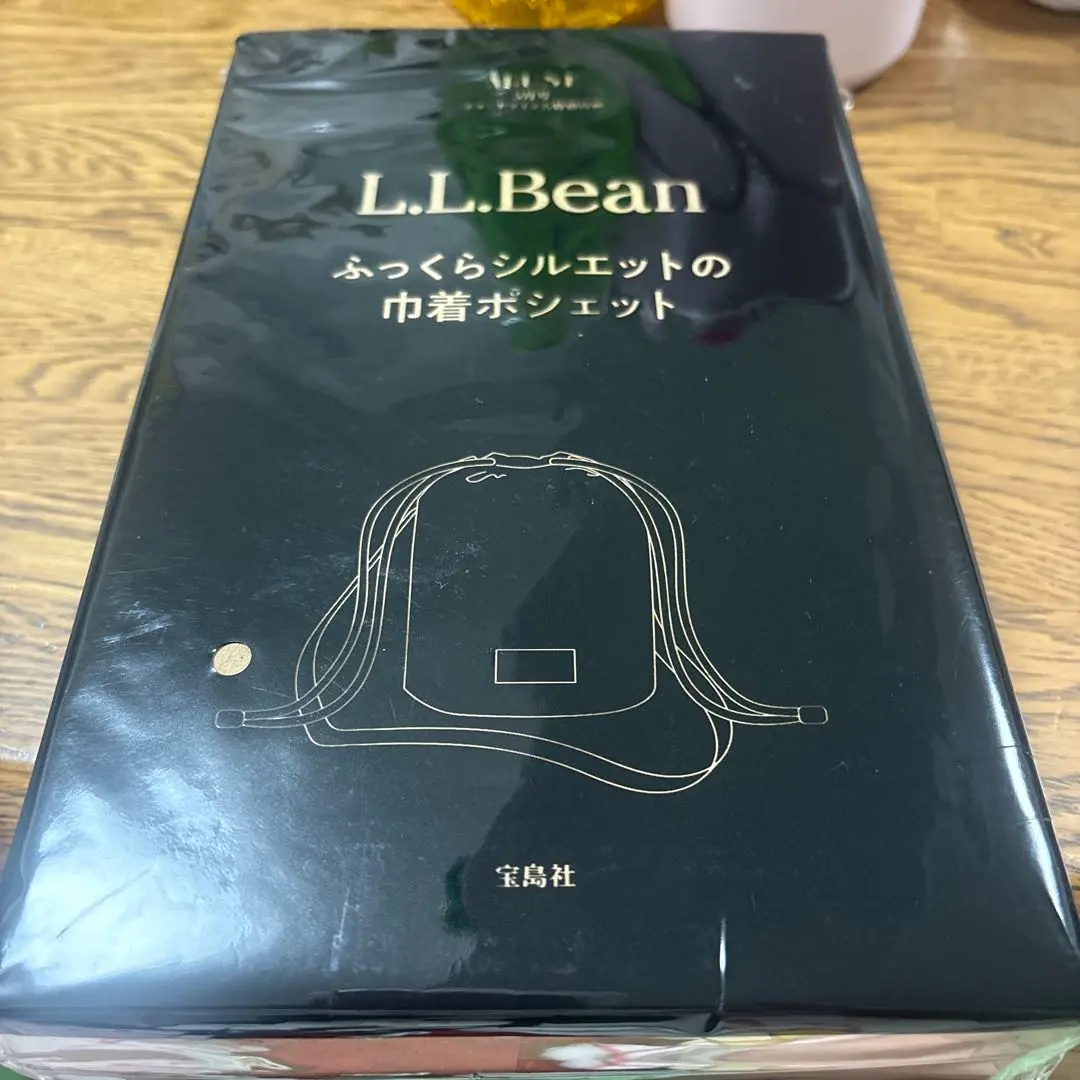 L.L.Bean
ふっくらシルエットの
巾着ポシェット
宝島社